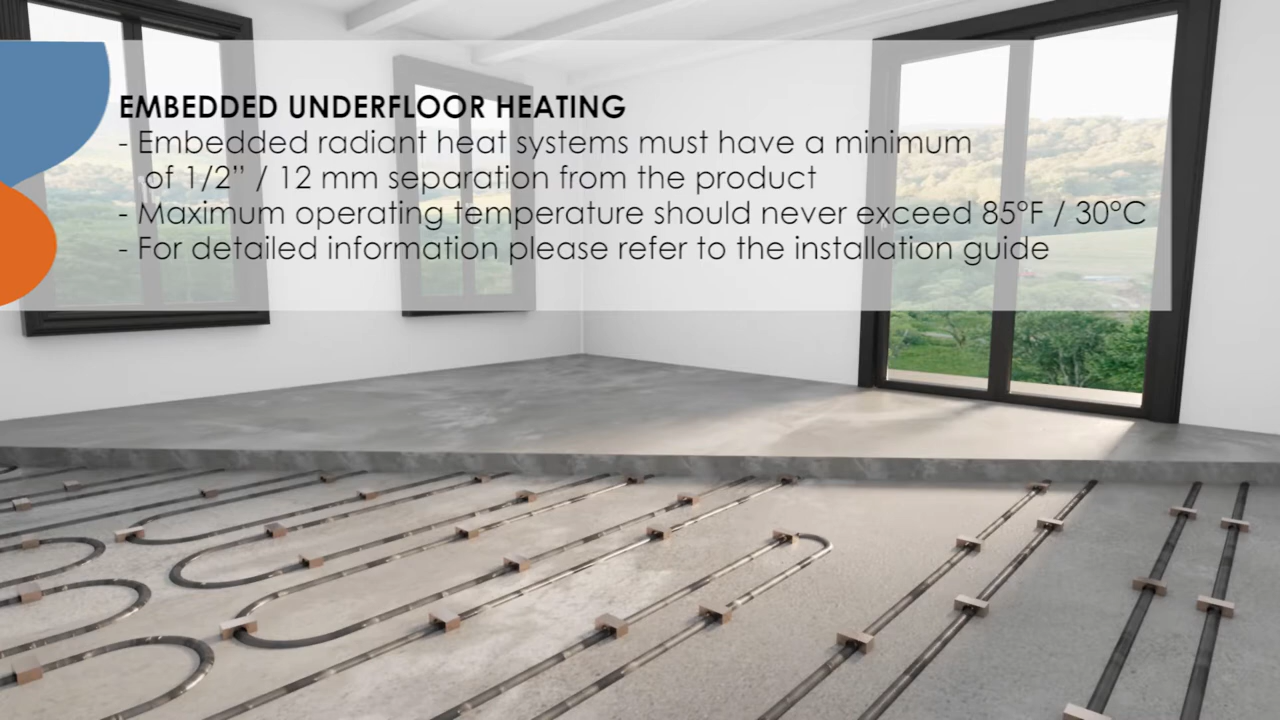 EMBEDDED UNDERFLOOR HEATING
- Embedded radiant heat systems must have a minimum
of 1/2” / 12 mm separation from the product
- Maximum operating temperature should never exceed 85°F / 30°C
- For detailed information please refer to the installation guide